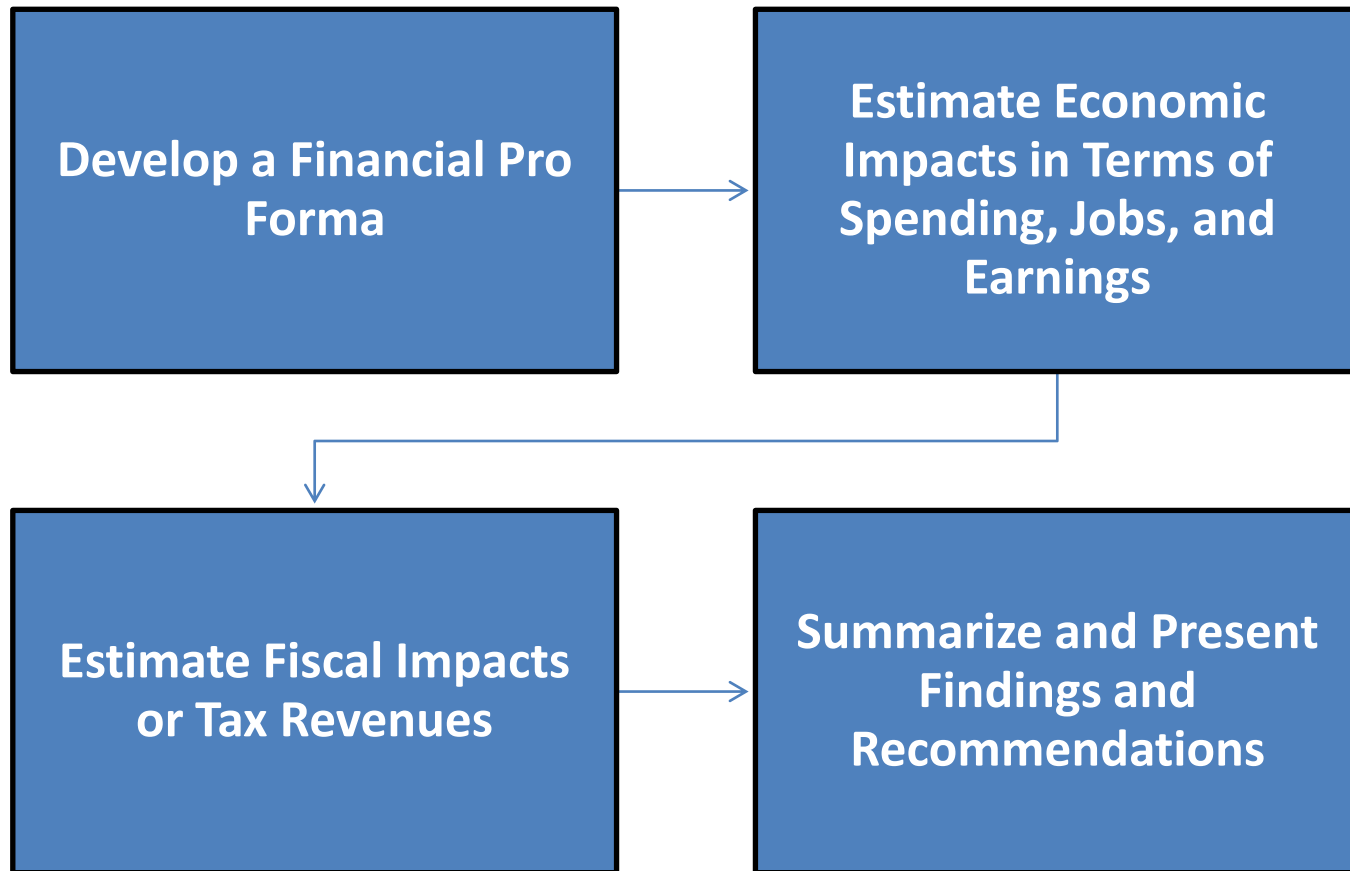 Develop a Financial Pro
Forma
Estimate Economic
Impacts in Terms of
Spending, Jobs, and
Earnings
Estimate Fiscal Impacts
or Tax Revenues
Summarize and Present
Findings and
Recommendations